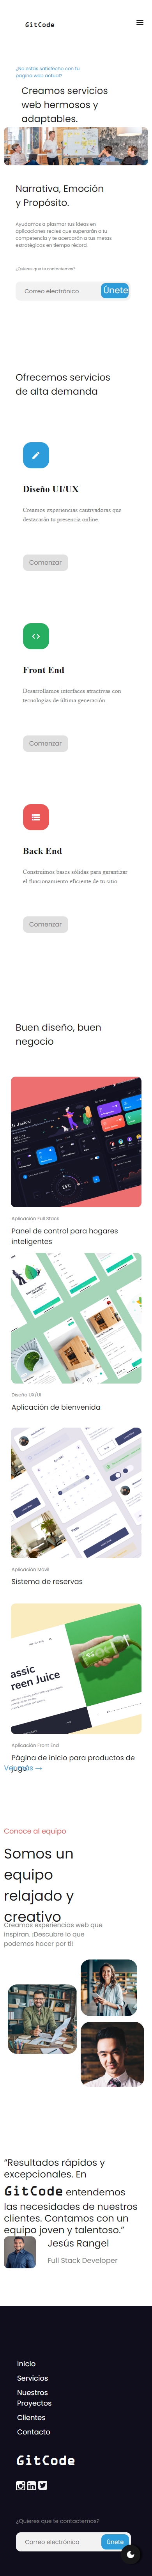 GitCode
¿No estás satisfecho con tu
página web actual?
Creamos servicios
web hermosos y
adaptables.
Narrativa, Emoción
y Propósito.
Ayudamos a plasmar tus ideas en
aplicaciones reales que superarán a tu
competencia y te acercarán a tus metas
estratégicas en tiempo récord.
¿Quieres que te contactemos?
Correo electrónico
Únete
Ofrecemos servicios
de alta demanda
Diseño UI/UX
Creamos experiencias cautivadoras que
destacarán tu presencia online.
Comenzar
Front End
Desarrollamos interfaces atractivas con
tecnologías de última generación.
Comenzar
Back End
Construimos bases sólidas para garantizar
el funcionamiento eficiente de tu sitio.
Comenzar
Buen diseño, buen
negocio
25°C
Aplicación Full Stack
Panel de control para hogares
inteligentes
Diseño UX/UI
Aplicación de bienvenida
Aplicación Móvil
Sistema de reservas
assic
reen Juice
Aplicación Front End
Página de inicio para productos de
jugo
Ver más →
Conoce al equipo
Somos un
equipo
relajado y
creativo
Creamos experiencias web que
inspiran. ¡Descubre lo que
podemos hacer por ti!
“Resultados rápidos y
excepcionales. En
GitCode entendemos
las necesidades de nuestros
clientes. Contamos con un
equipo joven y talentoso.”
Jesús Rangel
Full Stack Developer
Inicio
Servicios
Nuestros
Proyectos
Clientes
Contacto
GitCode
¿Quieres que te contactemos?
Correo electrónico
Únete